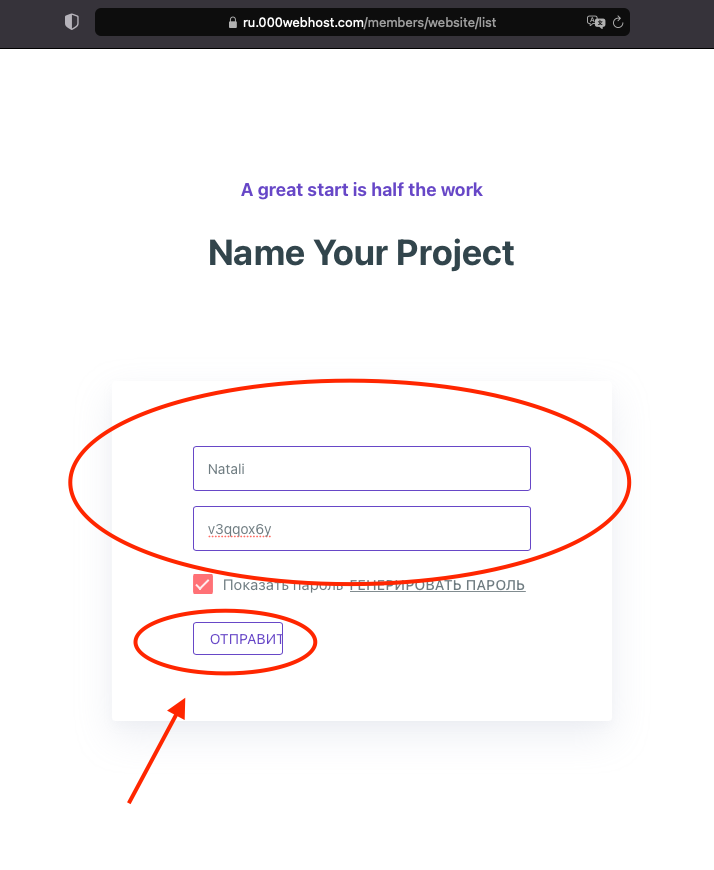 ru.000webhost.com/members/website/list
A great start is half the work
Name Your Project
Natali
v3qqox6y
Показать пароль ГЕНЕРИРОВАТЬ ПАРОЛЬ
ОТПРАВИТ